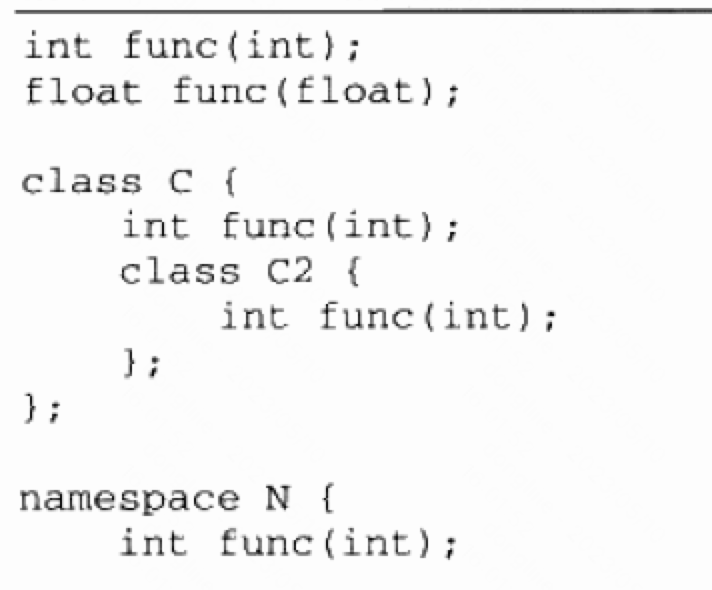 int func(int);
float func(float);
class C {
int func(int);
class C2 {
int func(int);
};
};
namespace N {
int func(int);